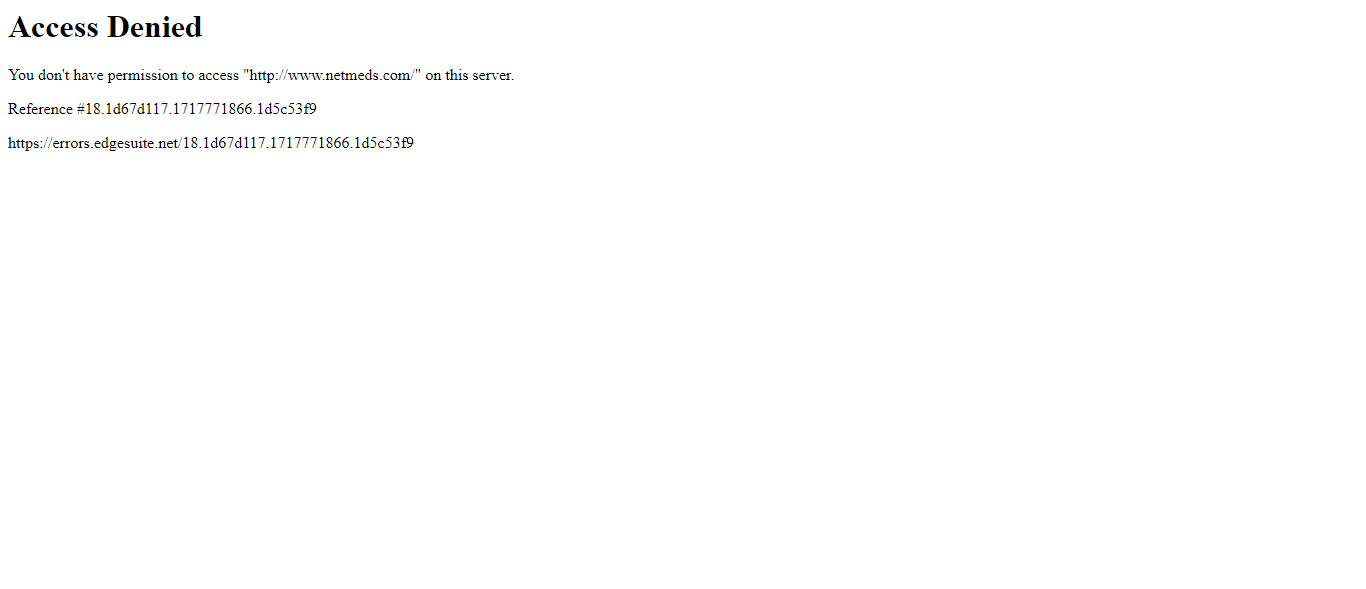 Access Denied
You don't have permission to access "http://www.netmeds.com/" on this server.
Reference #18.1d67d117.1717771866.1d5c53f9
https://errors.edgesuite.net/18.1d67d117.1717771866.1d5c53f9